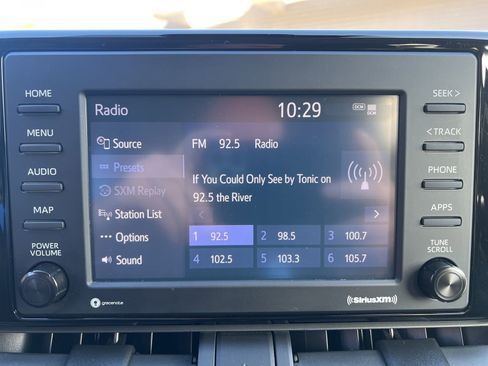 HOME
MENU
AUDIO
MAP
POWER
VOLUME
Radio
10:29
DCM
DCM
Source
FM 92.5 Radio
Presets
SXM Replay
If You Could Only See by Tonic on
92.5 the River
Station List
Options
Sound
1 92.5
2 98.5
3 100.7
4 102.5
5 103.3
6 105.7
SEEK >
< TRACK
PHONE
APPS
TUNE
SCROLL
gracenote
SiriusXM